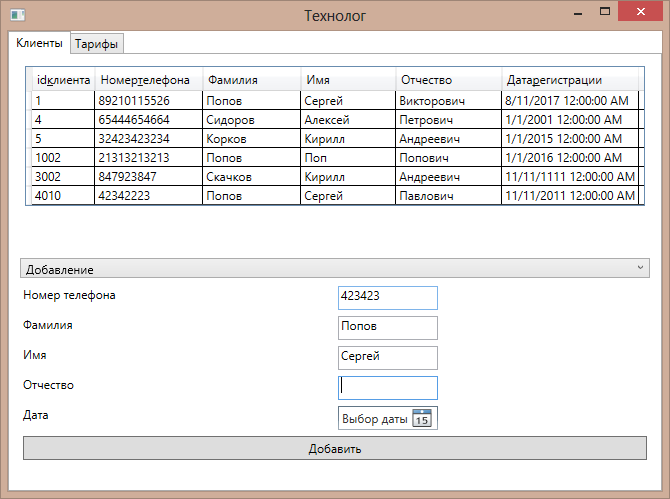 Технолог
Клиенты Тарифы
idклиента Номертелефона Фамилия Имя Отчество Датарегистрации
1 89210115526 Попов Сергей Викторович 8/11/2017 12:00:00 AM
4 65444654664 Сидоров Алексей Петрович 1/1/2001 12:00:00 AM
5 32423423234 Корков Кирилл Андреевич 1/1/2015 12:00:00 AM
1002 21313213213 Попов Поп Попович 1/1/2016 12:00:00 AM
3002 847923847 Скачков Кирилл Андреевич 11/11/1111 12:00:00 AM
4010 42342223 Попов Сергей Павлович 11/11/2011 12:00:00 AM
Добавление
Номер телефона 423423
Фамилия Попов
Имя Сергей
Отчество
Дата Выбор даты 15
Добавить